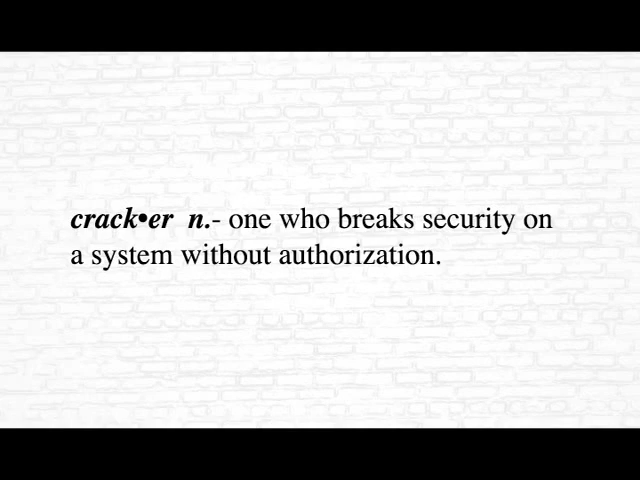 crack•er n.- one who breaks security on
a system without authorization.